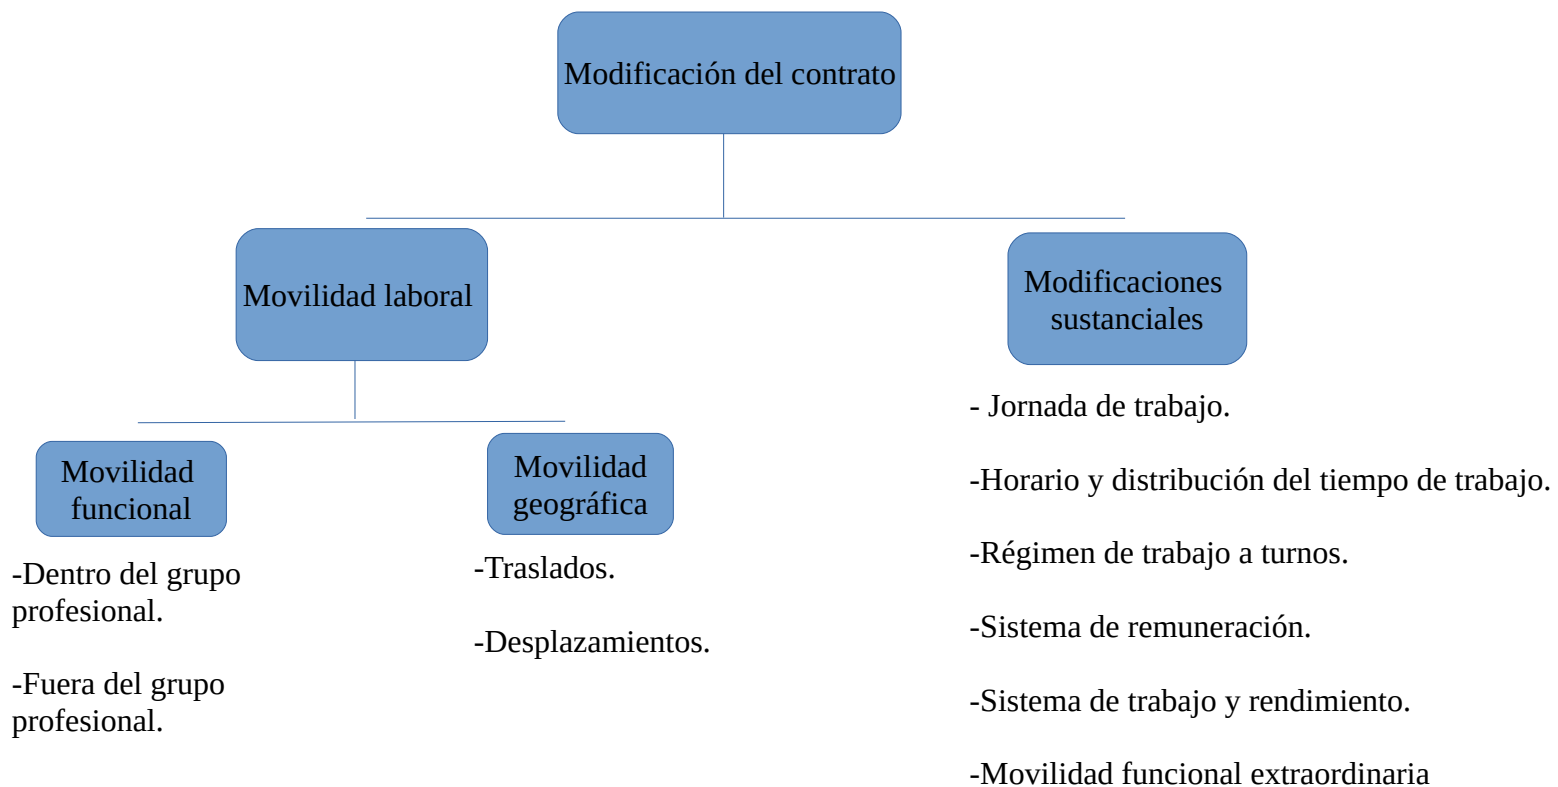 Modificación del contrato
Movilidad laboral
Modificaciones
sustanciales
Movilidad
funcional
-Dentro del grupo
profesional.
-Fuera del grupo
profesional.
Movilidad
geográfica
-Traslados.
-Desplazamientos.
- Jornada de trabajo.
-Horario y distribución del tiempo de trabajo.
-Régimen de trabajo a turnos.
-Sistema de remuneración.
-Sistema de trabajo y rendimiento.
-Movilidad funcional extraordinaria